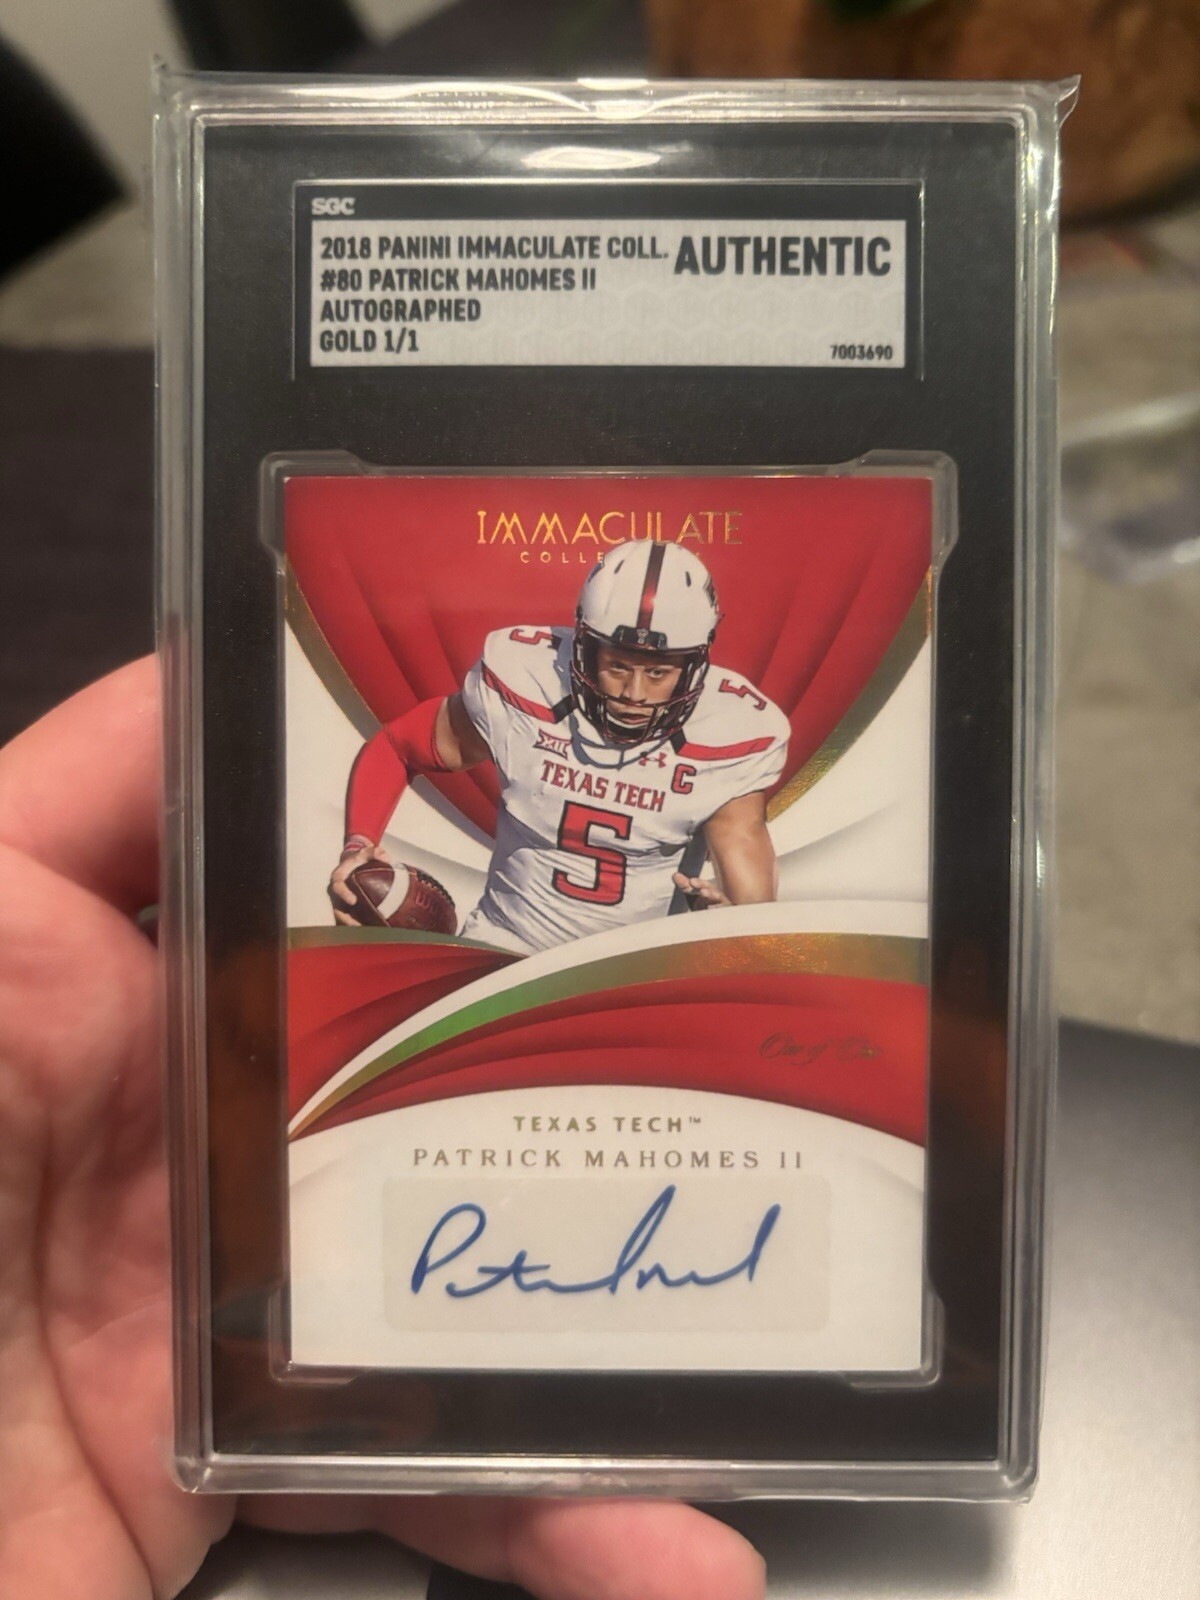 SGC
2018 PANINI IMMACULATE COLL. AUTHENTIC
#80 PATRICK MAHOMES II
AUTOGRAPHED
GOLD 1/1
7003690
IMMACULATE
5
5
XII
C
TEXAS TECH
5
One of One
TEXAS TECH™
PATRICK MAHOMES II